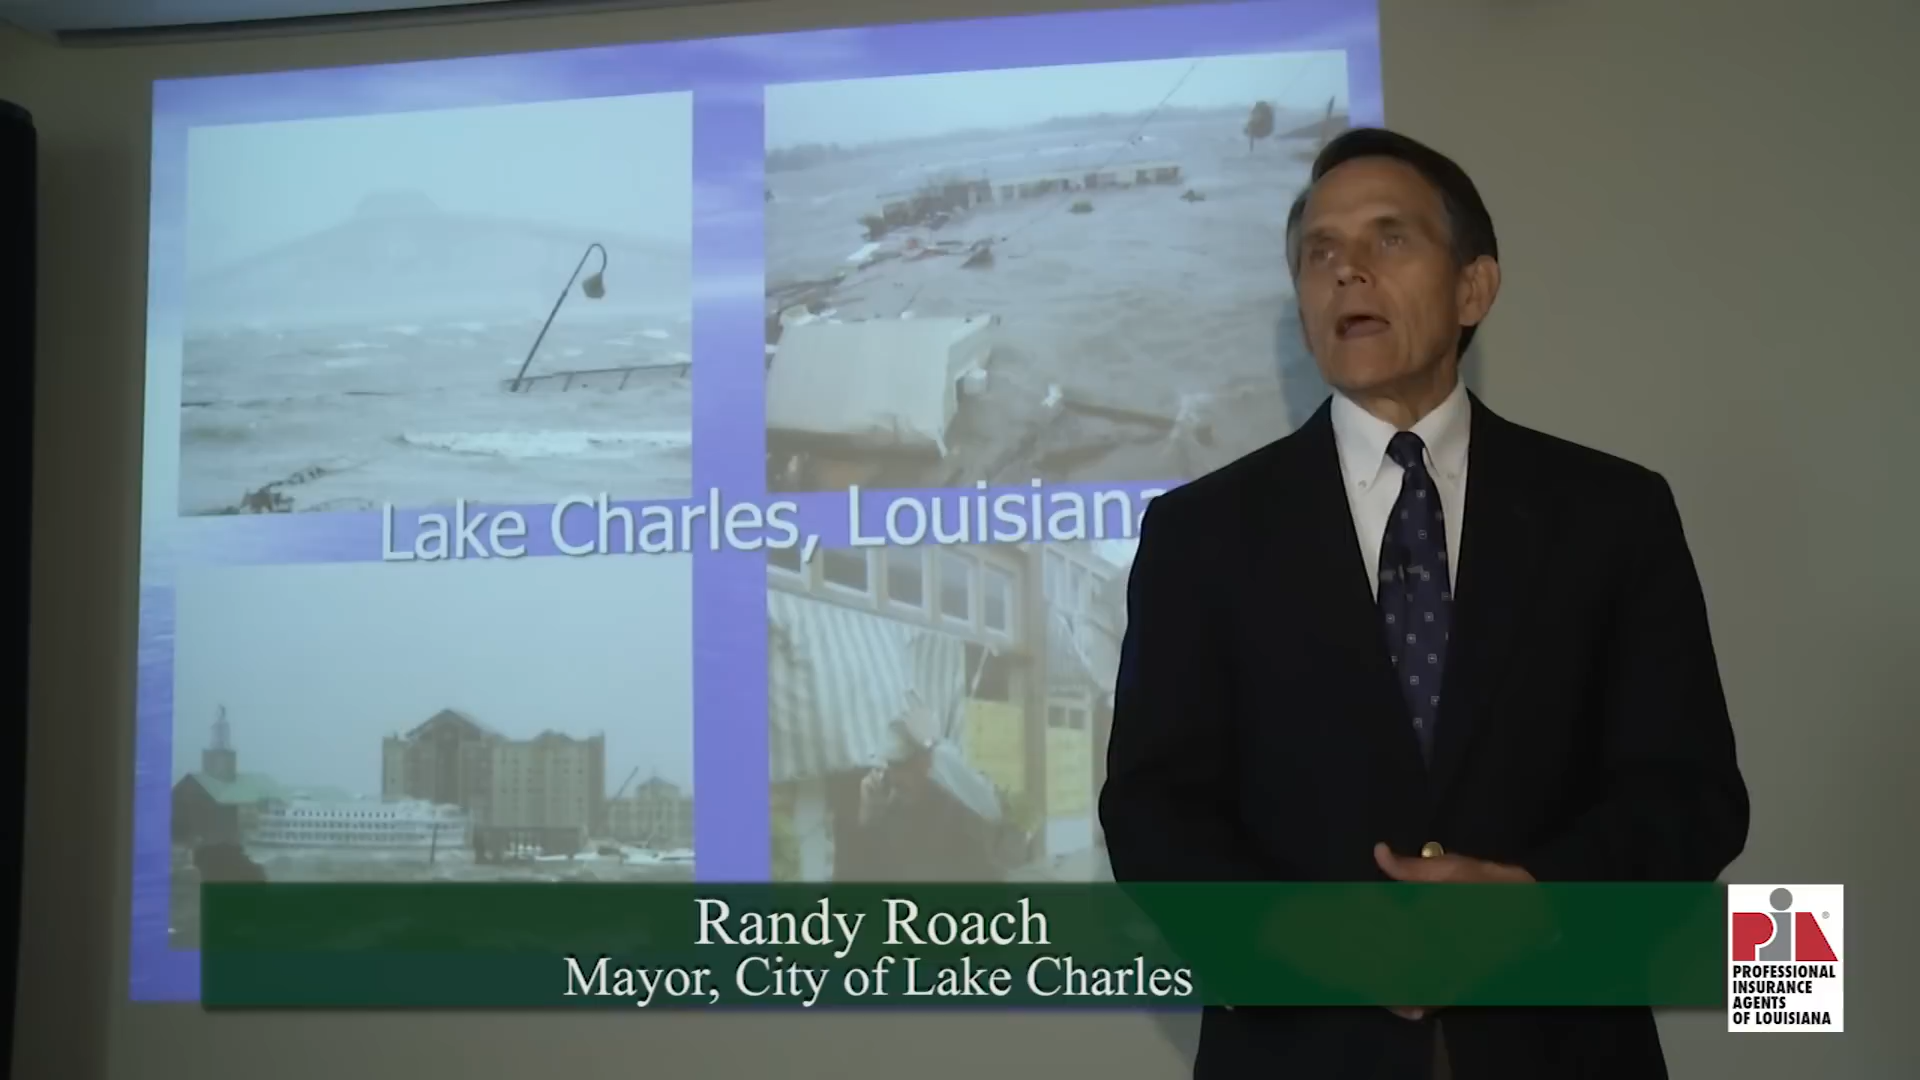 Lake Charles, Louisiana
Randy Roach
Mayor, City of Lake Charles
PIA®
PROFESSIONAL
INSURANCE
AGENTS
OF LOUISIANA